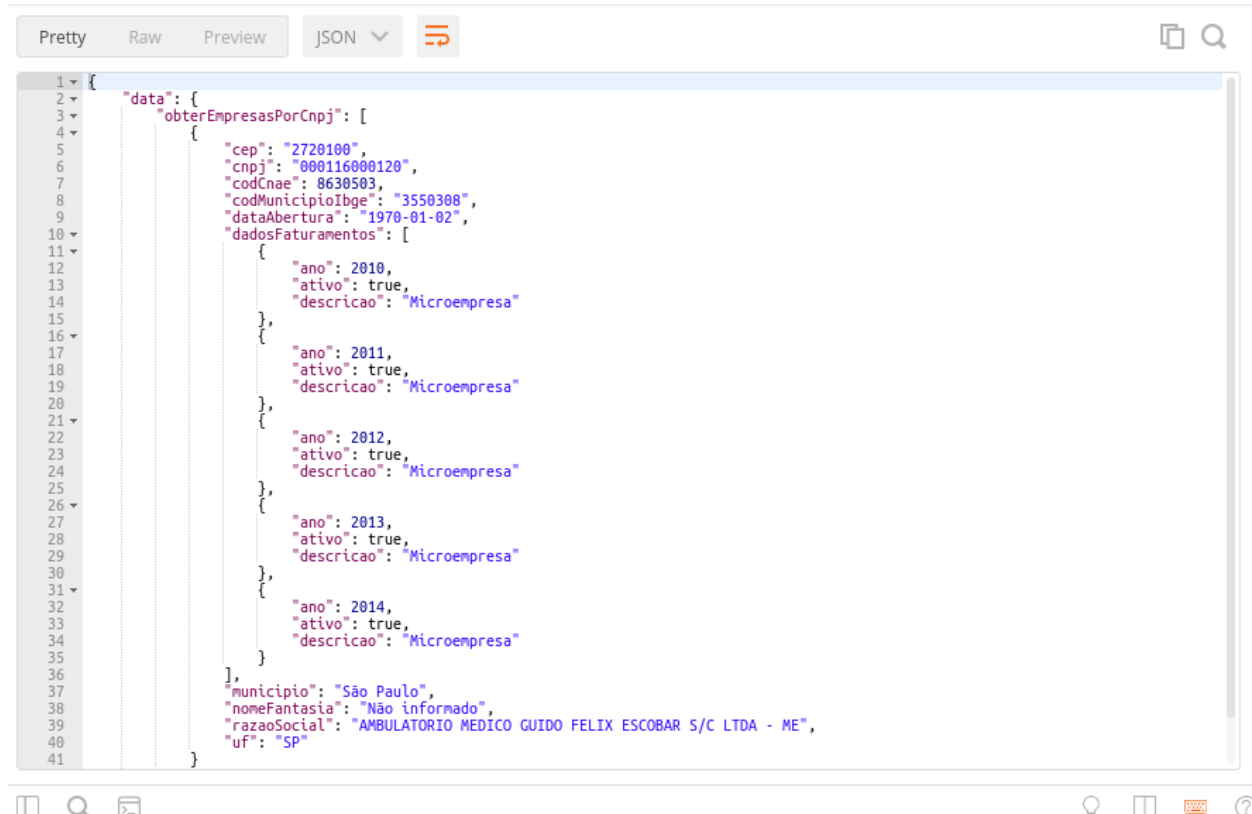 Pretty Raw Preview JSON
1 {
2 "data": {
3 "obterEmpresasPorCnpj": [
4 {
5 "cep": "2720100",
6 "cnpj": "000116000120",
7 "codCnae": 8630503,
8 "codMunicipioIbge": "3550308",
9 "dataAbertura": "1970-01-02",
10 "dadosFaturamentos": [
11 {
12 "ano": 2010,
13 "ativo": true,
14 "descricao": "Microempresa"
15 },
16 {
17 "ano": 2011,
18 "ativo": true,
19 "descricao": "Microempresa"
20 },
21 {
22 "ano": 2012,
23 "ativo": true,
24 "descricao": "Microempresa"
25 },
26 {
27 "ano": 2013,
28 "ativo": true,
29 "descricao": "Microempresa"
30 },
31 {
32 "ano": 2014,
33 "ativo": true,
34 "descricao": "Microempresa"
35 }
36 ],
37 "municipio": "São Paulo",
38 "nomeFantasia": "Não informado",
39 "razaoSocial": "AMBULATORIO MEDICO GUIDO FELIX ESCOBAR S/C LTDA - ME",
40 "uf": "SP"
41 }